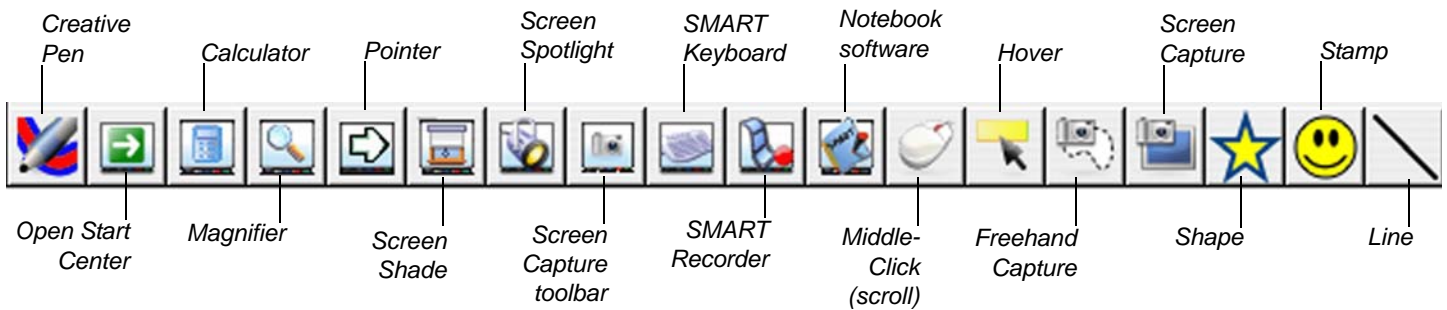 Creative
Pen
Calculator
Pointer
Screen
Spotlight
SMART
Keyboard
Notebook
software
Hover
Screen
Capture
Stamp
SMART
Open Start
Center
Magnifier
Screen
Shade
Screen
Capture
toolbar
SMART
Recorder
Middle-
Click
(scroll)
Freehand
Capture
Shape
Line